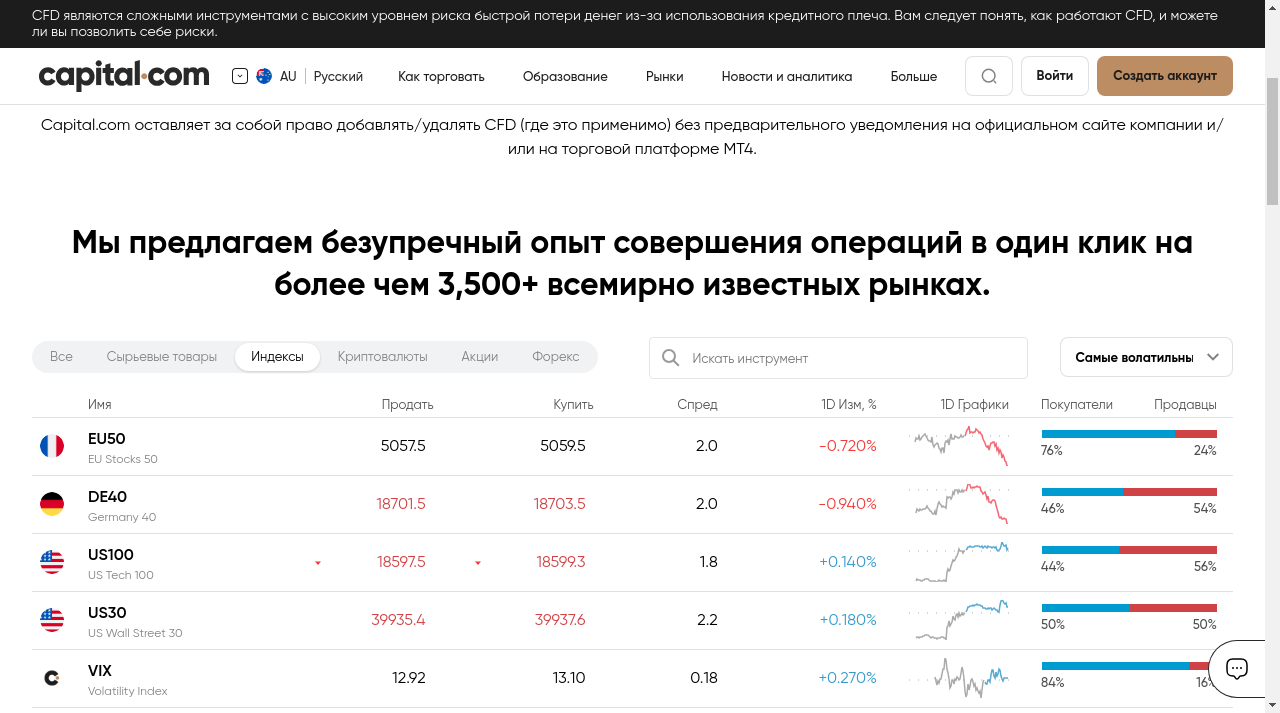 CFD являются сложными инструментами с высоким уровнем риска быстрой потери денег из-за использования кредитного плеча. Вам следует понять, как работают CFD, и можете
ли вы позволить себе риски.
capital.com AU Русский Как торговать Образование Рынки Новости и аналитика Больше Войти Создать аккаунт
Capital.com оставляет за собой право добавлять/удалять CFD (где это применимо) без предварительного уведомления на официальном сайте компании и/
или на торговой платформе MT4.
Мы предлагаем безупречный опыт совершения операций в один клик на
более чем 3,500+ всемирно известных рынках.
Все Сырьевые товары Индексы Криптовалюты Акции Форекс Искать инструмент Самые волатильны
Имя Продать Купить Спред 1D Изм, % 1D Графики Покупатели Продавцы
EU50 5057.5 5059.5 2.0 -0.720%
EU Stocks 50 76% 24%
DE40 18701.5 18703.5 2.0 -0.940%
Germany 40 46% 54%
US100 18597.5 18599.3 1.8 +0.140%
US Tech 100 44% 56%
US30 39935.4 39937.6 2.2 +0.180%
US Wall Street 30 50% 50%
VIX 12.92 13.10 0.18 +0.270%
Volatility Index 84% 16%